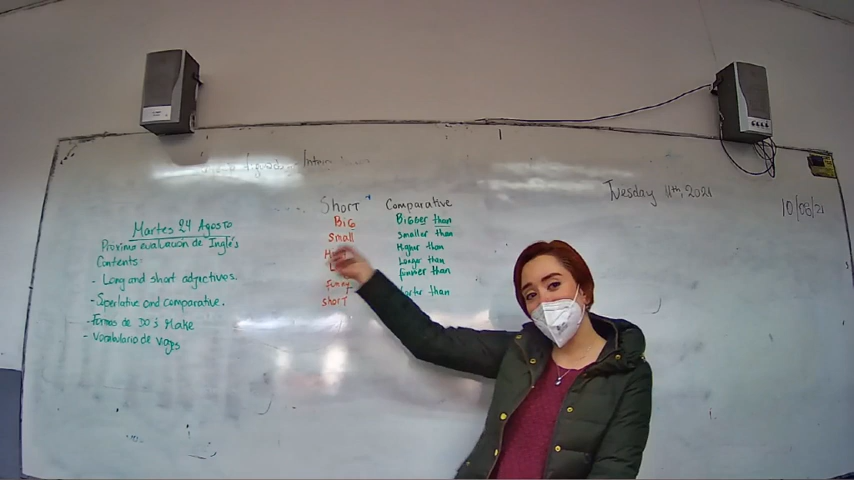 Martes 24 Agosto
Proxima evaluación de Inglés
Contents:
- Long and short adjectives.
- Sperlative and comparative.
- Formas de DO & Make
- Vocabulario de viajes
Short
Big
Small
funny
short
Comparative
Bigger than
Smaller than
Higher than
Longer than
funnier than
than
Tuesday 11th, 2021
10/08/21